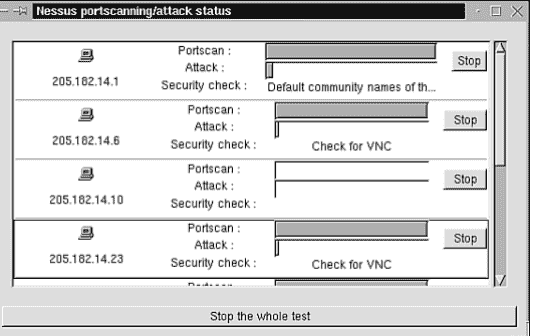 Nessus portscanning/attack status
Portscan :
Attack :
Stop
205.182.14.1
Security check :
Default community names of th...
Portscan :
Attack :
Stop
205.182.14.6
Security check :
Check for VNC
Portscan :
Attack :
Stop
205.182.14.10
Security check :
Portscan :
Attack :
Stop
205.182.14.23
Security check :
Check for VNC
Portscan :
Stop the whole test